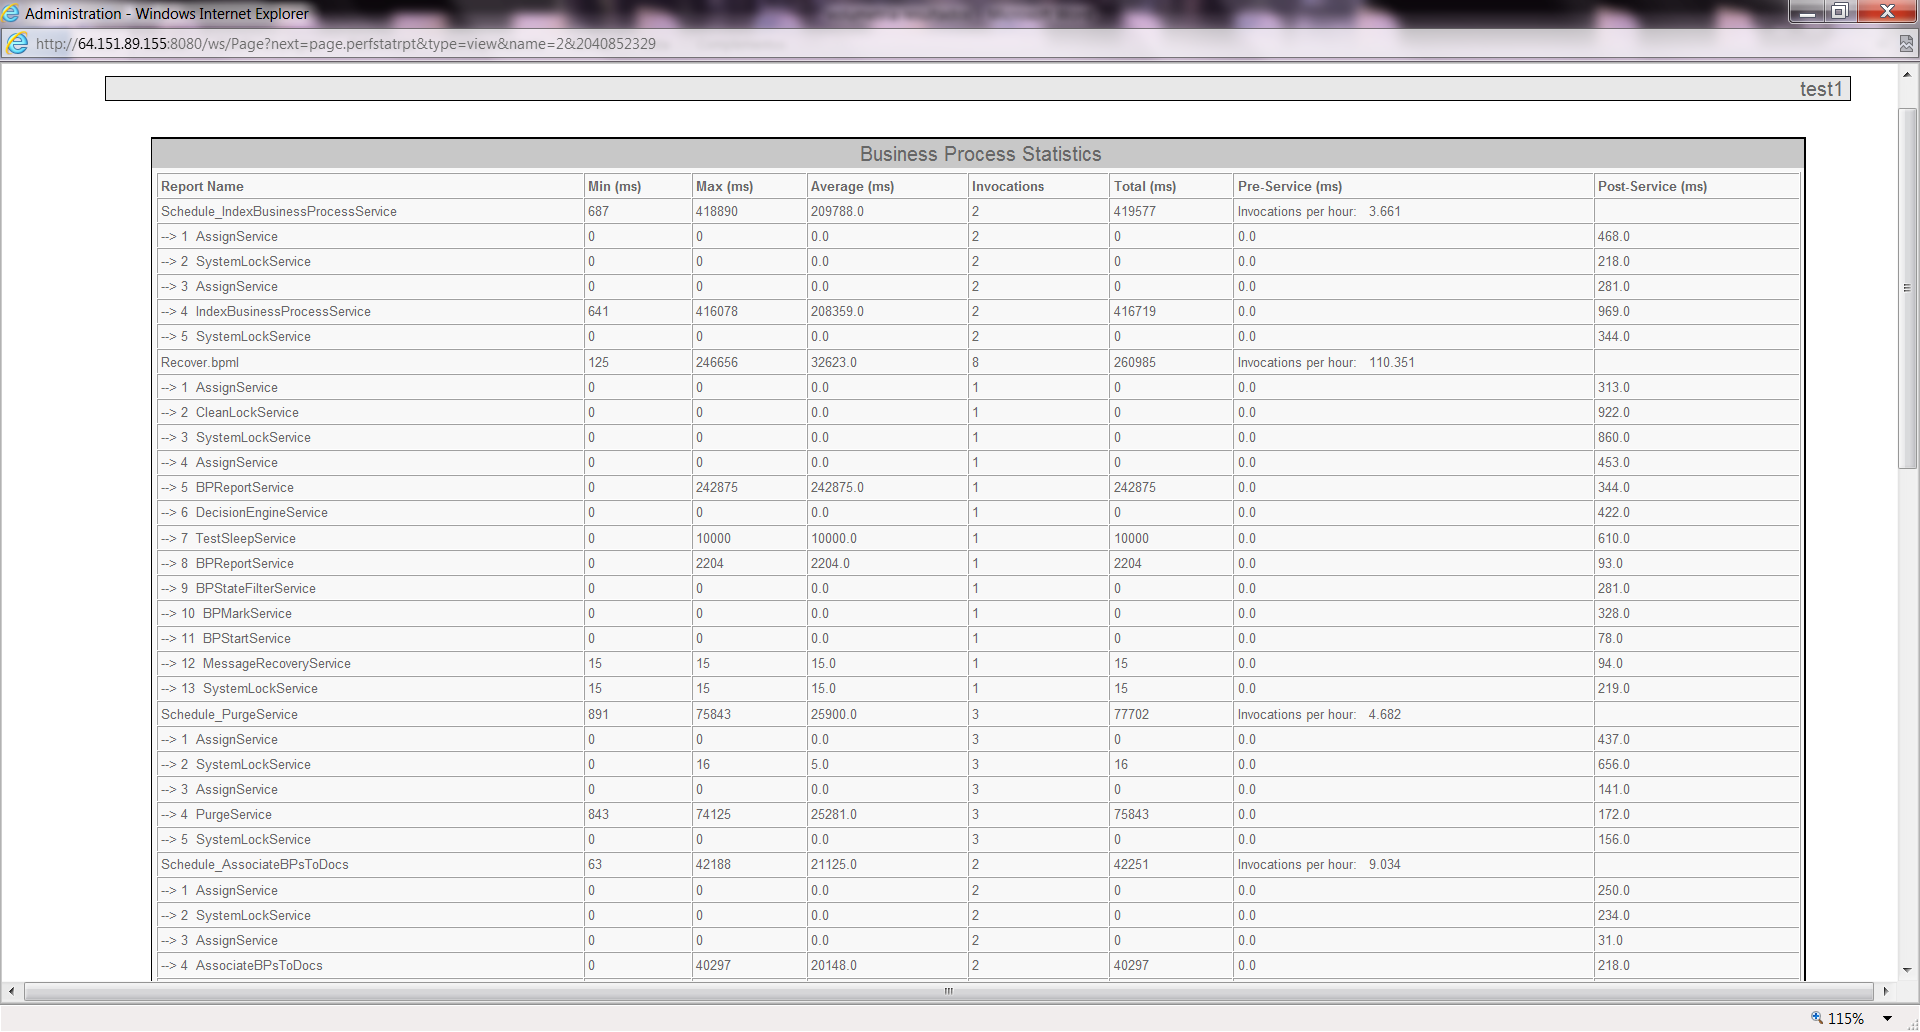 Administration - Windows Internet Explorer
http://64.151.89.155:8080/ws/Page?next=page.perfstatrpt&type=view&name=2&2040852329
test1
Business Process Statistics
Report Name Min (ms) Max (ms) Average (ms) Invocations Total (ms) Pre-Service (ms) Post-Service (ms)
Schedule_IndexBusinessProcessService 687 418890 209788.0 2 419577 Invocations per hour: 3.661
--> 1 AssignService 0 0 0.0 2 0 0.0 468.0
--> 2 SystemLockService 0 0 0.0 2 0 0.0 218.0
--> 3 AssignService 0 0 0.0 2 0 0.0 281.0
--> 4 IndexBusinessProcessService 641 416078 208359.0 2 416719 0.0 969.0
--> 5 SystemLockService 0 0 0.0 2 0 0.0 344.0
Recover.bpml 125 246656 32623.0 8 260985 Invocations per hour: 110.351
--> 1 AssignService 0 0 0.0 1 0 0.0 313.0
--> 2 CleanLockService 0 0 0.0 1 0 0.0 922.0
--> 3 SystemLockService 0 0 0.0 1 0 0.0 860.0
--> 4 AssignService 0 0 0.0 1 0 0.0 453.0
--> 5 BPReportService 0 242875 242875.0 1 242875 0.0 344.0
--> 6 DecisionEngineService 0 0 0.0 1 0 0.0 422.0
--> 7 TestSleepService 0 10000 10000.0 1 10000 0.0 610.0
--> 8 BPReportService 0 2204 2204.0 1 2204 0.0 93.0
--> 9 BPStateFilterService 0 0 0.0 1 0 0.0 281.0
--> 10 BPMarkService 0 0 0.0 1 0 0.0 328.0
--> 11 BPStartService 0 0 0.0 1 0 0.0 78.0
--> 12 MessageRecoveryService 15 15 15.0 1 15 0.0 94.0
--> 13 SystemLockService 15 15 15.0 1 15 0.0 219.0
Schedule_PurgeService 891 75843 25900.0 3 77702 Invocations per hour: 4.682
--> 1 AssignService 0 0 0.0 3 0 0.0 437.0
--> 2 SystemLockService 0 16 5.0 3 16 0.0 656.0
--> 3 AssignService 0 0 0.0 3 0 0.0 141.0
--> 4 PurgeService 843 74125 25281.0 3 75843 0.0 172.0
--> 5 SystemLockService 0 0 0.0 3 0 0.0 156.0
Schedule_AssociateBPsToDocs 63 42188 21125.0 2 42251 Invocations per hour: 9.034
--> 1 AssignService 0 0 0.0 2 0 0.0 250.0
--> 2 SystemLockService 0 0 0.0 2 0 0.0 234.0
--> 3 AssignService 0 0 0.0 2 0 0.0 31.0
--> 4 AssociateBPsToDocs 0 40297 20148.0 2 40297 0.0 218.0
115%